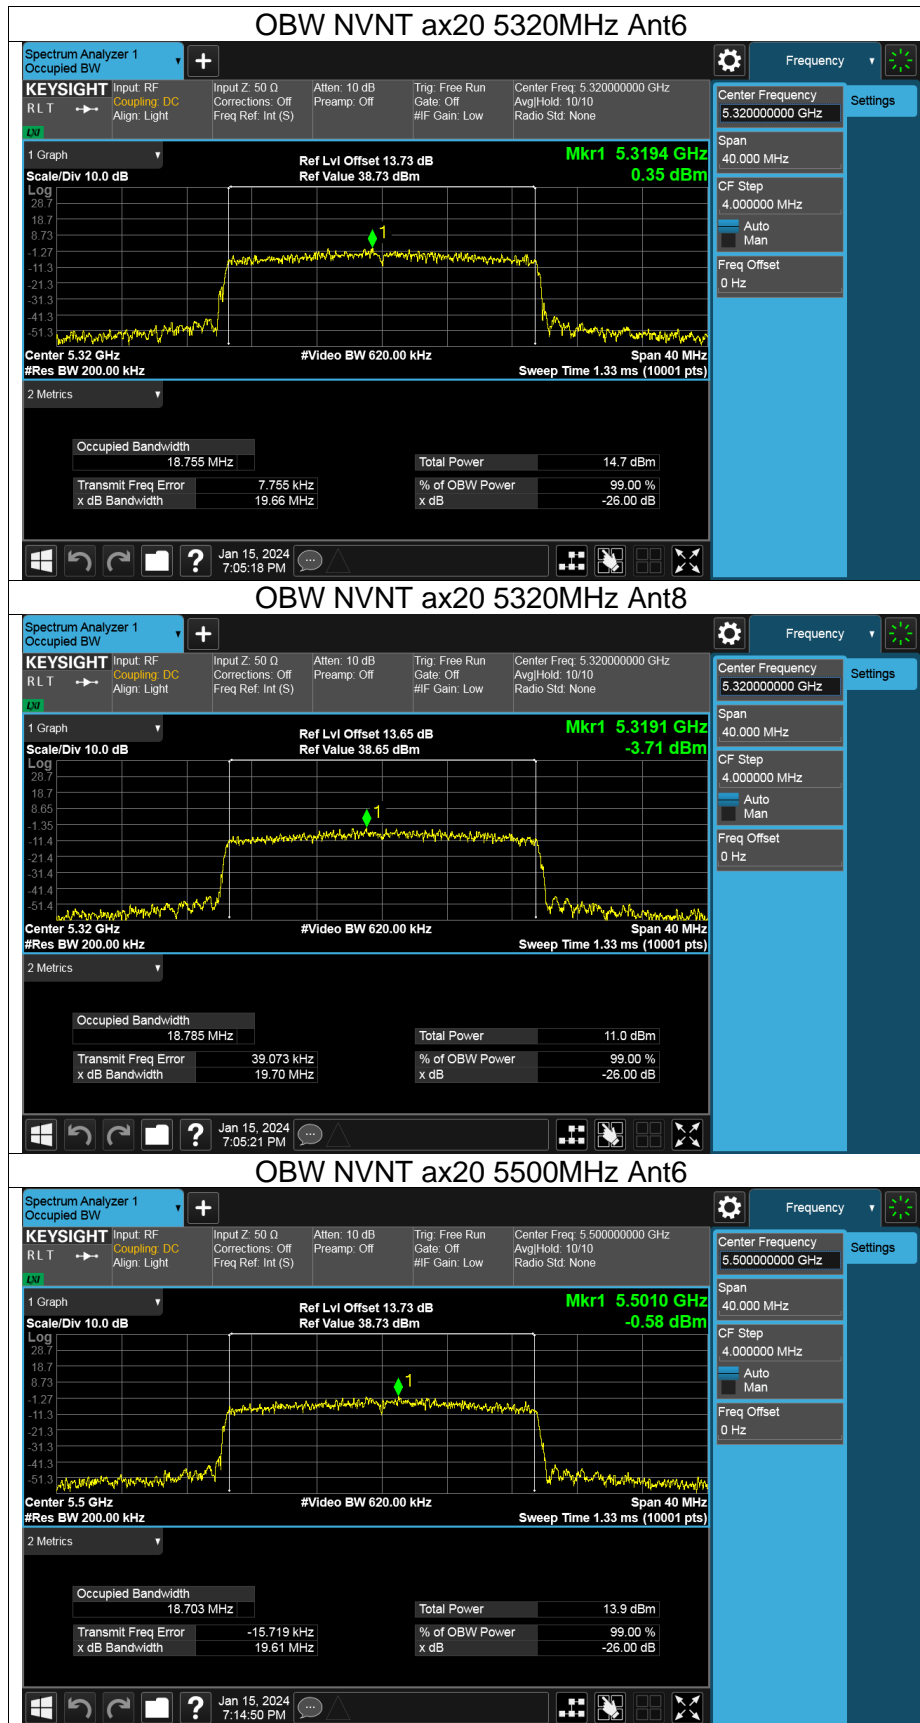 OBW NVNT ax20 5320MHz Ant6
Spectrum Analyzer 1
Occupied BW
+
Frequency
KEYSIGHT
RLT
LXI
Input: RF
Coupling: DC
Align: Light
Input Z: 50 Ω
Corrections: Off
Freq Ref: Int (S)
Atten: 10 dB
Preamp: Off
Trig: Free Run
Gate: Off
#IF Gain: Low
Center Freq: 5.320000000 GHz
Avg|Hold: 10/10
Radio Std: None
Center Frequency
5.320000000 GHz
Settings
Span
40.000 MHz
CF Step
4.000000 MHz
Auto
Man
Freq Offset
0 Hz
1 Graph
Ref Lvl Offset 13.73 dB
Mkr1 5.3194 GHz
Scale/Div 10.0 dB
Ref Value 38.73 dBm
0.35 dBm
Log
28.7
18.7
8.73
-1.27
-11.3
-21.3
-31.3
-41.3
-51.3
1
Center 5.32 GHz
#Video BW 620.00 kHz
Span 40 MHz
#Res BW 200.00 kHz
Sweep Time 1.33 ms (10001 pts)
2 Metrics
Occupied Bandwidth
18.755 MHz
Total Power 14.7 dBm
Transmit Freq Error 7.755 kHz
% of OBW Power 99.00 %
x dB Bandwidth 19.66 MHz
x dB -26.00 dB
?
Jan 15, 2024
7:05:18 PM
OBW NVNT ax20 5320MHz Ant8
Spectrum Analyzer 1
Occupied BW
+
Frequency
KEYSIGHT
RLT
LXI
Input: RF
Coupling: DC
Align: Light
Input Z: 50 Ω
Corrections: Off
Freq Ref: Int (S)
Atten: 10 dB
Preamp: Off
Trig: Free Run
Gate: Off
#IF Gain: Low
Center Freq: 5.320000000 GHz
Avg|Hold: 10/10
Radio Std: None
Center Frequency
5.320000000 GHz
Settings
Span
40.000 MHz
CF Step
4.000000 MHz
Auto
Man
Freq Offset
0 Hz
1 Graph
Ref Lvl Offset 13.65 dB
Mkr1 5.3191 GHz
Scale/Div 10.0 dB
Ref Value 38.65 dBm
-3.71 dBm
Log
28.7
18.7
8.65
-1.35
-11.4
-21.4
-31.4
-41.4
-51.4
1
Center 5.32 GHz
#Video BW 620.00 kHz
Span 40 MHz
#Res BW 200.00 kHz
Sweep Time 1.33 ms (10001 pts)
2 Metrics
Occupied Bandwidth
18.785 MHz
Total Power 11.0 dBm
Transmit Freq Error 39.073 kHz
% of OBW Power 99.00 %
x dB Bandwidth 19.70 MHz
x dB -26.00 dB
?
Jan 15, 2024
7:05:21 PM
OBW NVNT ax20 5500MHz Ant6
Spectrum Analyzer 1
Occupied BW
+
Frequency
KEYSIGHT
RLT
LXI
Input: RF
Coupling: DC
Align: Light
Input Z: 50 Ω
Corrections: Off
Freq Ref: Int (S)
Atten: 10 dB
Preamp: Off
Trig: Free Run
Gate: Off
#IF Gain: Low
Center Freq: 5.500000000 GHz
Avg|Hold: 10/10
Radio Std: None
Center Frequency
5.500000000 GHz
Settings
Span
40.000 MHz
CF Step
4.000000 MHz
Auto
Man
Freq Offset
0 Hz
1 Graph
Ref Lvl Offset 13.73 dB
Mkr1 5.5010 GHz
Scale/Div 10.0 dB
Ref Value 38.73 dBm
-0.58 dBm
Log
28.7
18.7
8.73
-1.27
-11.3
-21.3
-31.3
-41.3
-51.3
1
Center 5.5 GHz
#Video BW 620.00 kHz
Span 40 MHz
#Res BW 200.00 kHz
Sweep Time 1.33 ms (10001 pts)
2 Metrics
Occupied Bandwidth
18.703 MHz
Total Power 13.9 dBm
Transmit Freq Error -15.719 kHz
% of OBW Power 99.00 %
x dB Bandwidth 19.61 MHz
x dB -26.00 dB
?
Jan 15, 2024
7:14:50 PM